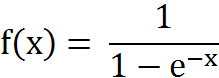 f(x) = 1 / (1 − e^−x)